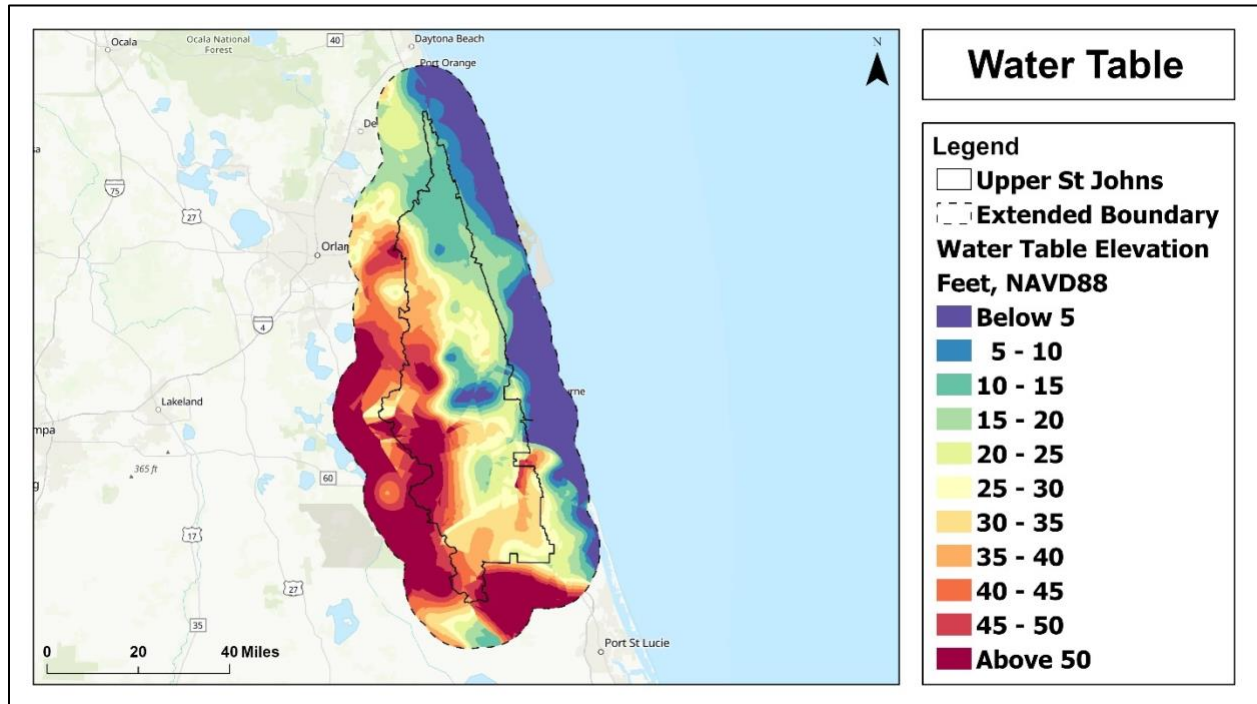 Ocala
Ocala National
Forest
40
Daytona Beach
Port Orange
N
De
75
27
Orlan
4
Lakeland
mpa
365 ft
60
17
27
35
rne
Port St Lucie
0 20 40 Miles
Water Table
Legend
Upper St Johns
Extended Boundary
Water Table Elevation
Feet, NAVD88
Below 5
5 - 10
10 - 15
15 - 20
20 - 25
25 - 30
30 - 35
35 - 40
40 - 45
45 - 50
Above 50